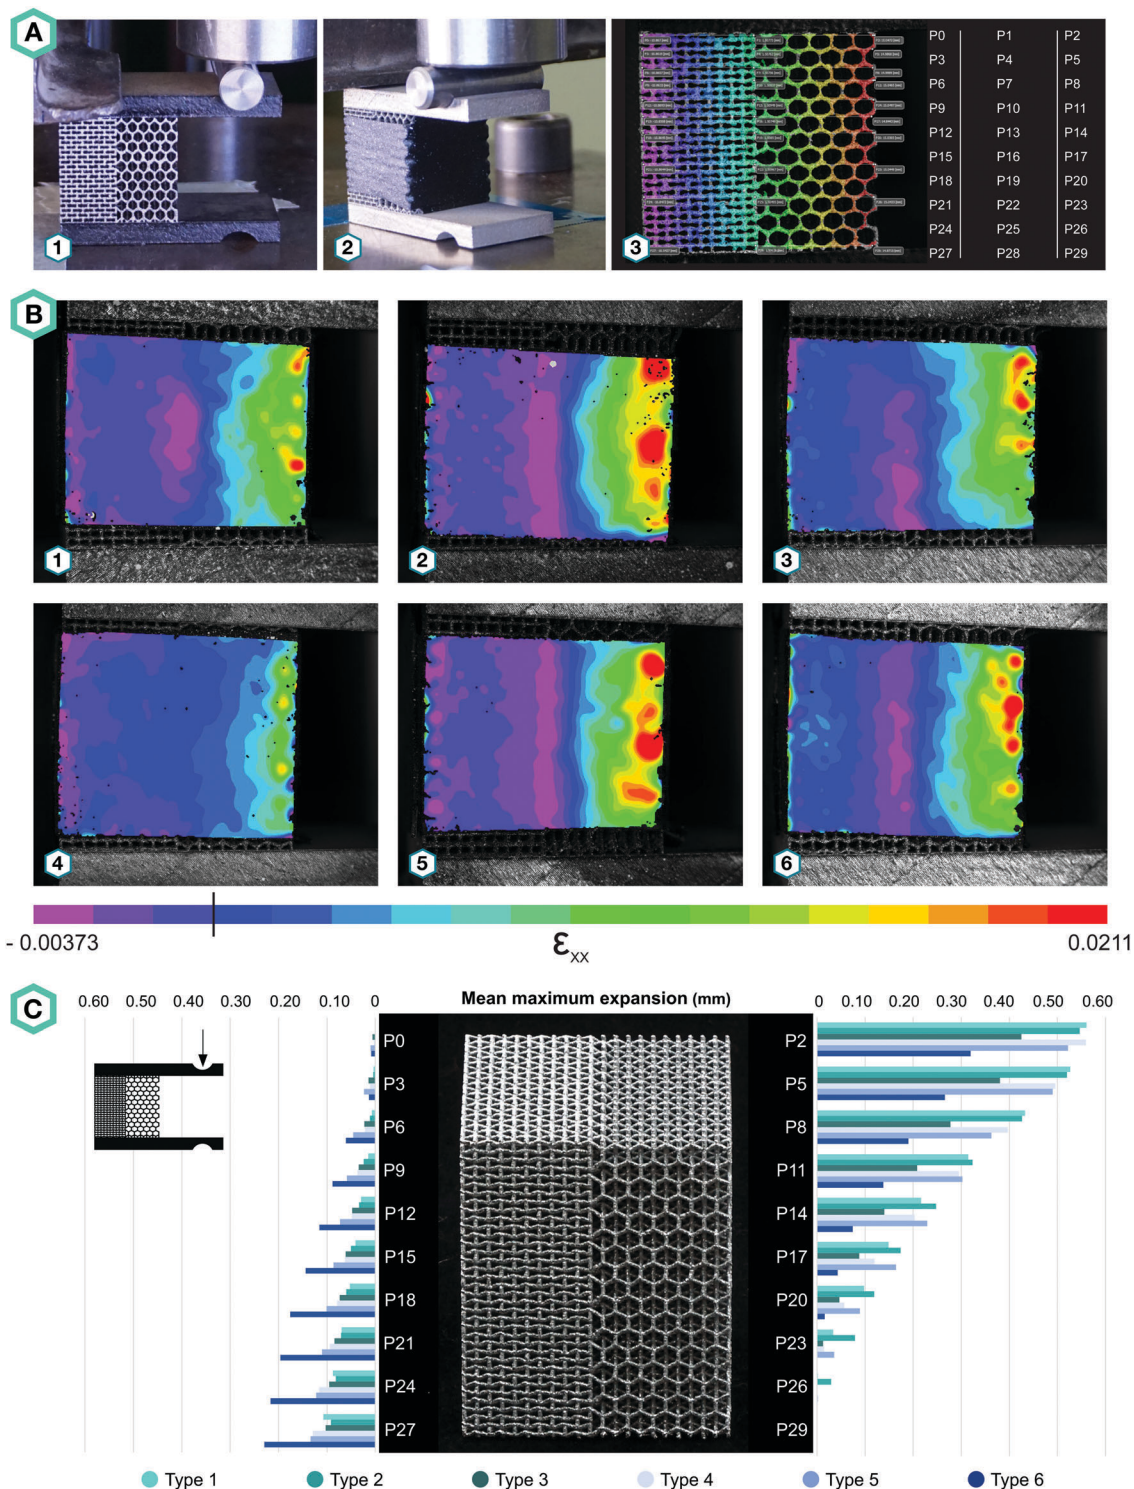 A
1
2
3
P0 P1 P2
P3 P4 P5
P6 P7 P8
P9 P10 P11
P12 P13 P14
P15 P16 P17
P18 P19 P20
P21 P22 P23
P24 P25 P26
P27 P28 P29
B
1
2
3
4
5
6
- 0.00373
εxx
0.0211
C
0.60 0.50 0.40 0.30 0.20 0.10 0
Mean maximum expansion (mm)
0 0.10 0.20 0.30 0.40 0.50 0.60
P0 P2
P3 P5
P6 P8
P9 P11
P12 P14
P15 P17
P18 P20
P21 P23
P24 P26
P27 P29
Type 1 Type 2 Type 3 Type 4 Type 5 Type 6